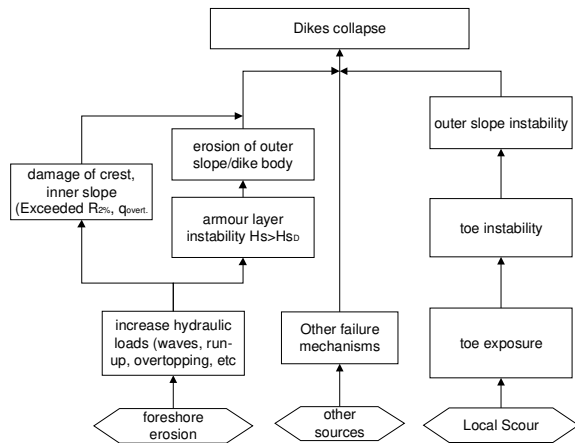 Dikes collapse
outer slope instability
erosion of outer
slope/dike body
damage of crest,
inner slope
(Exceeded R2%, qovert.
armour layer
instability Hs>HsD
toe instability
increase hydraulic
loads (waves, run-
up, overtopping, etc
Other failure
mechanisms
toe exposure
foreshore
erosion
other
sources
Local Scour